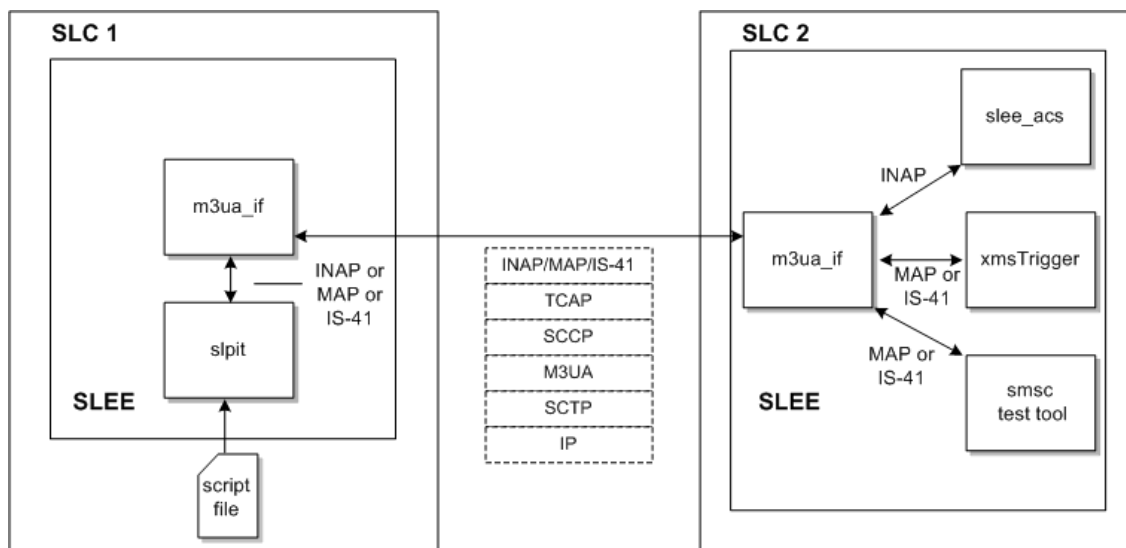 SLC 1
m3ua_if
INAP or
MAP or
IS-41
slpit
SLEE
script
file
INAP/MAP/IS-41
TCAP
SCCP
M3UA
SCTP
IP
SLC 2
slee_acs
INAP
m3ua_if
MAP or
IS-41
xmsTrigger
MAP or
IS-41
SLEE
smsc
test tool